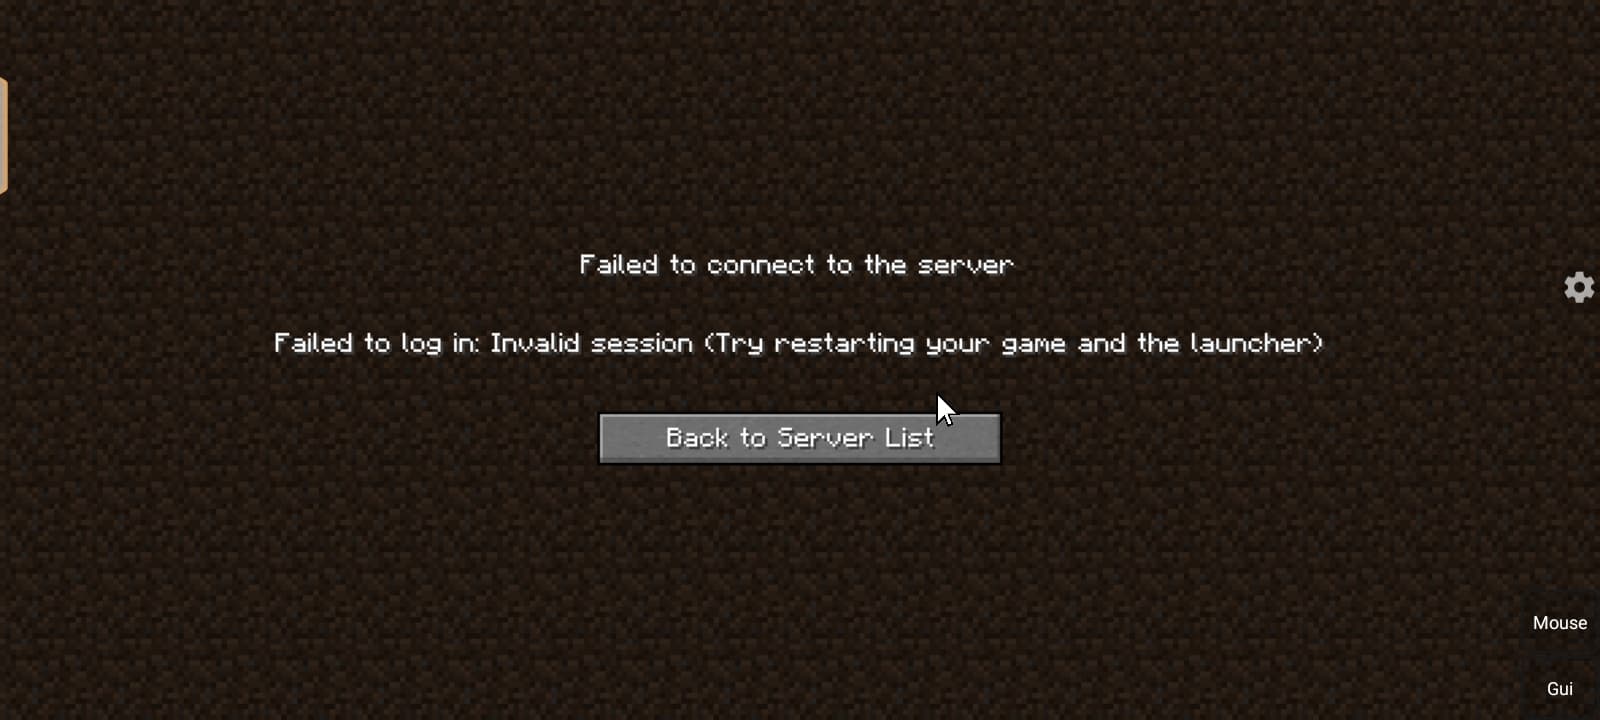 Failed to connect to the server
Failed to log in: Invalid session (Try restarting your game and the launcher)
Back to Server List
Mouse
Gui